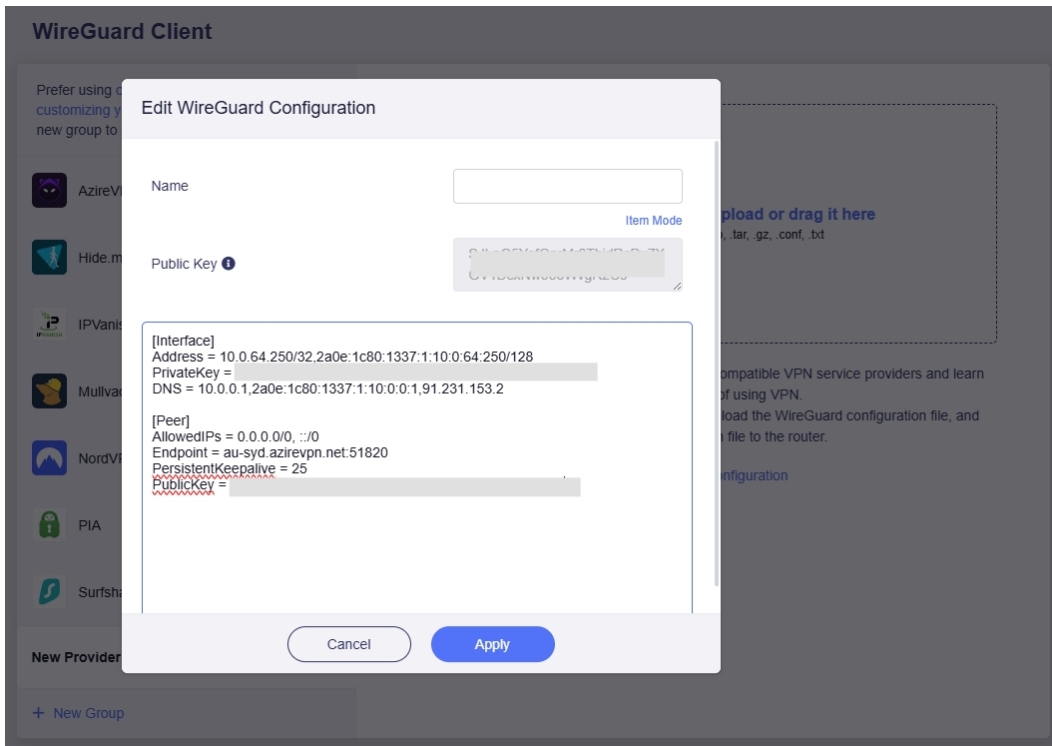 WireGuard Client
Prefer using
customizing y
new group to
AzireV
Hide.m
IPVanis
Mullvad
NordVP
PIA
Surfsha
New Provider
+ New Group
Edit WireGuard Configuration
Name
Item Mode
Public Key
[Interface]
Address = 10.0.64.250/32,2a0e:1c80:1337:1:10:0:64:250/128
PrivateKey =
DNS = 10.0.0.1,2a0e:1c80:1337:1:10:0:0:1,91.231.153.2
[Peer]
AllowedIPs = 0.0.0.0/0, ::/0
Endpoint = au-syd.azirevpn.net:51820
PersistentKeepalive = 25
PublicKey =
Cancel
Apply
pload or drag it here
.tar, .gz, .conf, .txt
ompatible VPN service providers and learn
of using VPN.
load the WireGuard configuration file, and
file to the router.
nfiguration